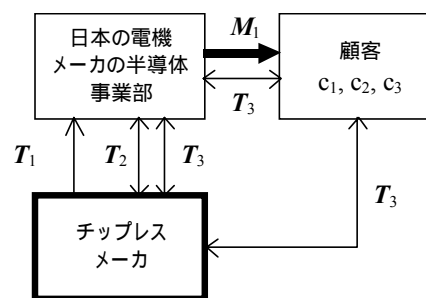 日本の電機
メーカの半導体
事業部
M1
T3
顧客
c1, c2, c3
T1
T2
T3
T3
チップレス
メーカ